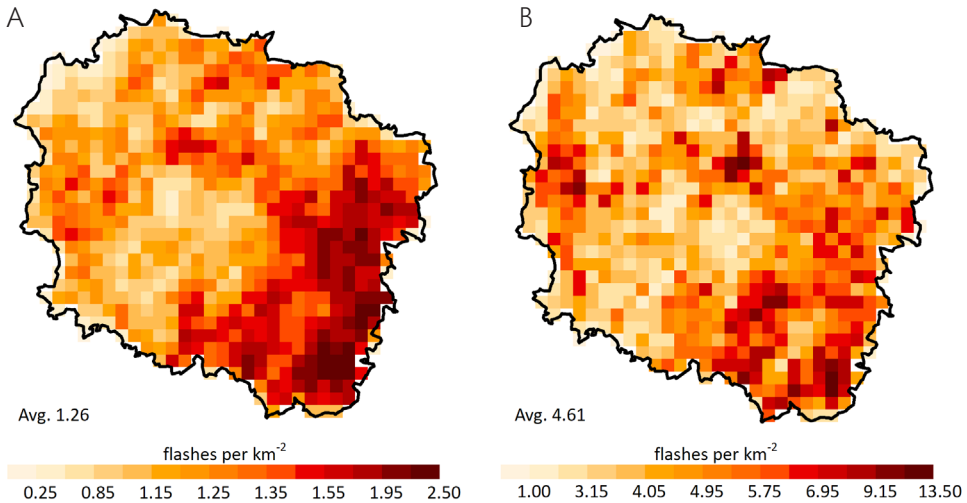 A
B
Avg. 1.26
Avg. 4.61
flashes per km-2
flashes per km-2
0.25 0.85 1.15 1.25 1.35 1.55 1.95 2.50
1.00 3.15 4.05 4.95 5.75 6.95 9.15 13.50